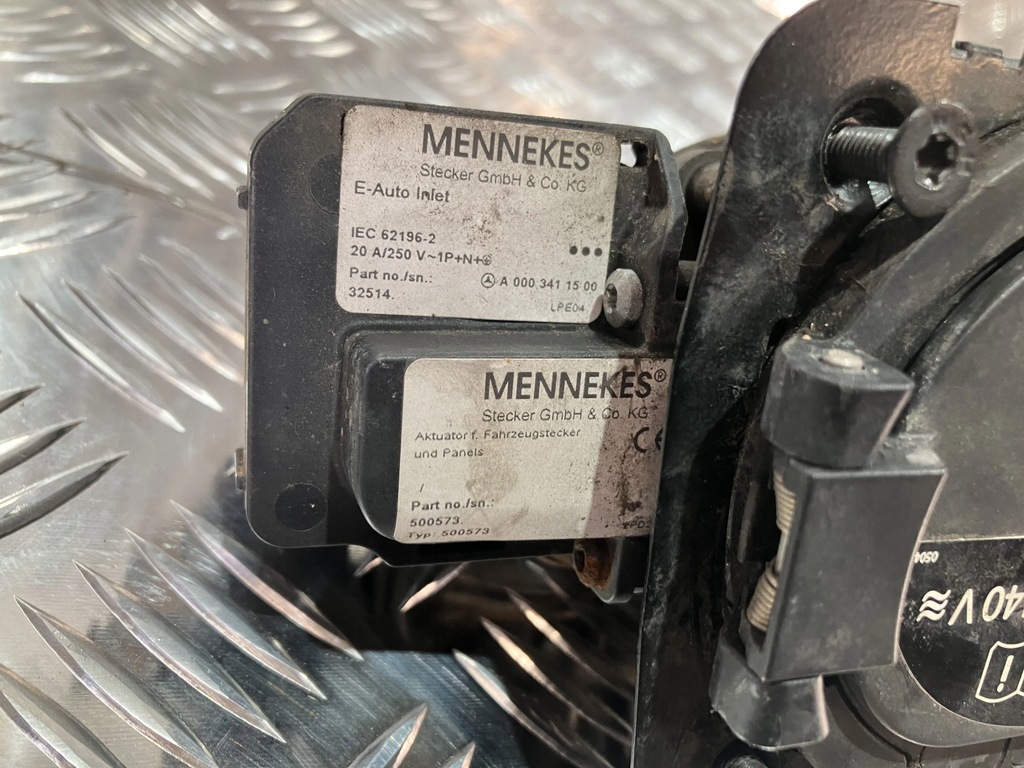 MENNEKES®
Stecker GmbH & Co. KG
E-Auto Inlet
IEC 62196-2
20 A/250 V~1P+N+⏚
Part no./sn.: A 000 341 15 00
32514.
LPE04
MENNEKES®
Stecker GmbH & Co. KG
Aktuator f. Fahrzeugstecker
und Panels
CE
/
Part no./sn.:
500573.
Typ: 500573
40 V